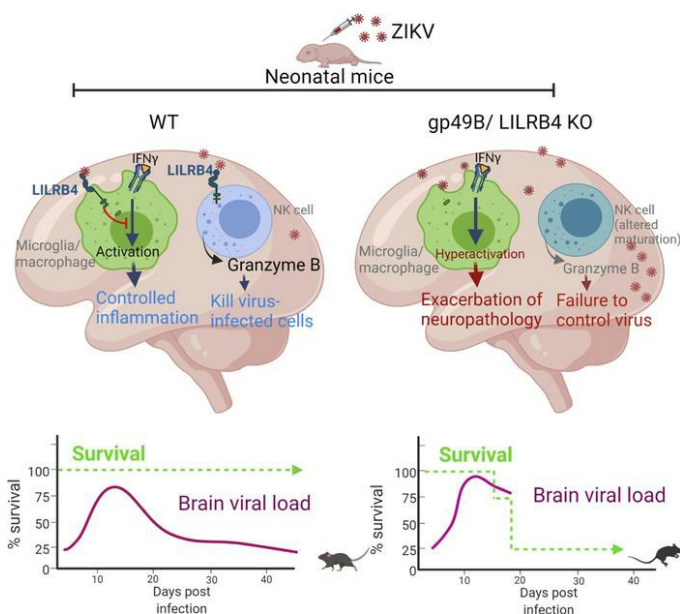 ZIKV
Neonatal mice
WT
gp49B/ LILRB4 KO
IFNγ
LILRB4
LILRB4
NK cell
Microglia/
macrophage
Activation
Granzyme B
Controlled
inflammation
Kill virus-
infected cells
IFNγ
NK cell
(altered
maturation)
Microglia/
macrophage
Hyperactivation
Granzyme B
Exacerbation of
neuropathology
Failure to
control virus
Survival
Brain viral load
% survival
100
75
50
25
10
20
30
40
Days post
infection
Survival
Brain viral load
% survival
100
75
50
25
10
20
30
40
Days post
infection